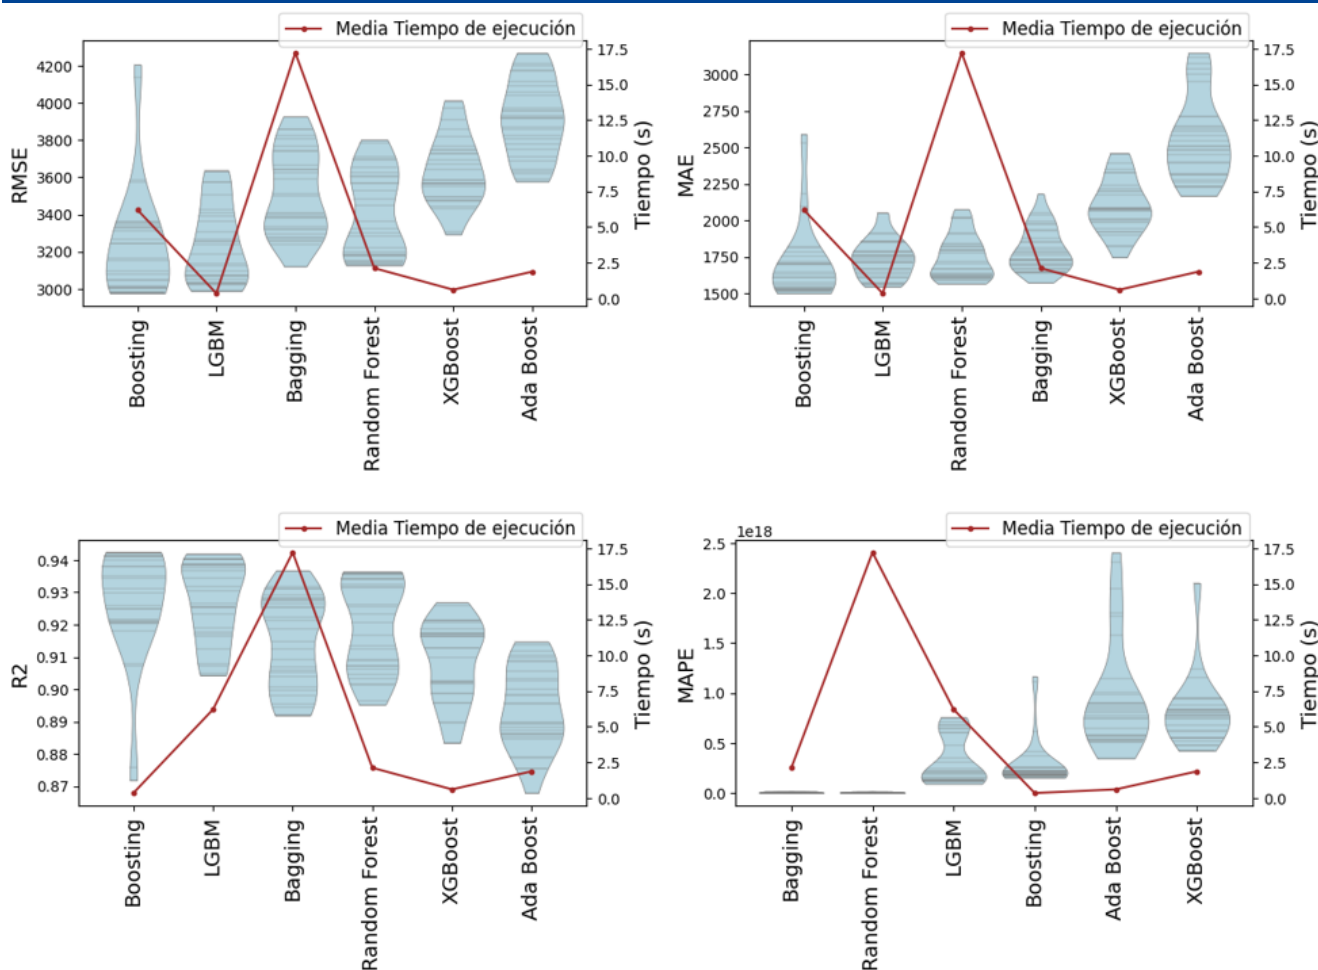 Media Tiempo de ejecución
4200
4000
3800
3600
3400
3200
3000
RMSE
17.5
15.0
12.5
10.0
7.5
5.0
2.5
0.0
Tiempo (s)
Boosting
LGBM
Bagging
Random Forest
XGBoost
Ada Boost
Media Tiempo de ejecución
3000
2750
2500
2250
2000
1750
1500
MAE
17.5
15.0
12.5
10.0
7.5
5.0
2.5
0.0
Tiempo (s)
Boosting
LGBM
Random Forest
Bagging
XGBoost
Ada Boost
Media Tiempo de ejecución
0.94
0.93
0.92
0.91
0.90
0.89
0.88
0.87
R2
17.5
15.0
12.5
10.0
7.5
5.0
2.5
0.0
Tiempo (s)
Boosting
LGBM
Bagging
Random Forest
XGBoost
Ada Boost
Media Tiempo de ejecución
1e18
2.5
2.0
1.5
1.0
0.5
0.0
MAPE
17.5
15.0
12.5
10.0
7.5
5.0
2.5
0.0
Tiempo (s)
Bagging
Random Forest
LGBM
Boosting
Ada Boost
XGBoost